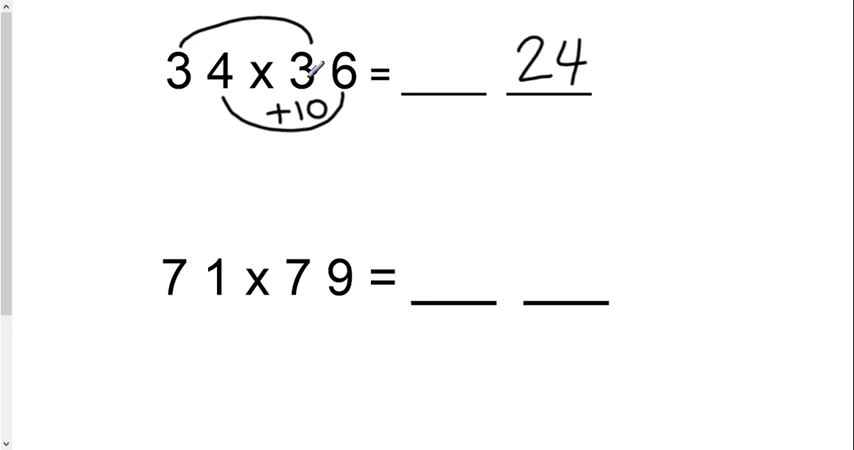 3 4 x 3 6 = ___ 24
+10
7 1 x 7 9 = ___ ___